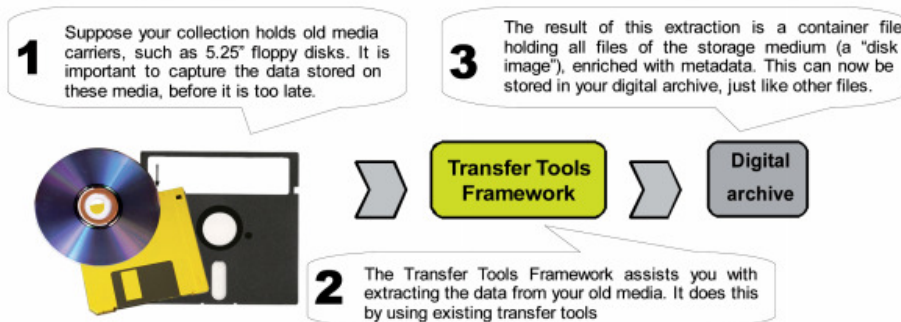 1
Suppose your collection holds old media
carriers, such as 5.25” floppy disks. It is
important to capture the data stored on
these media, before it is too late.
3
The result of this extraction is a container file
holding all files of the storage medium (a “disk
image”), enriched with metadata. This can now be
stored in your digital archive, just like other files.
Transfer Tools
Framework
Digital
archive
2
The Transfer Tools Framework assists you with
extracting the data from your old media. It does this
by using existing transfer tools